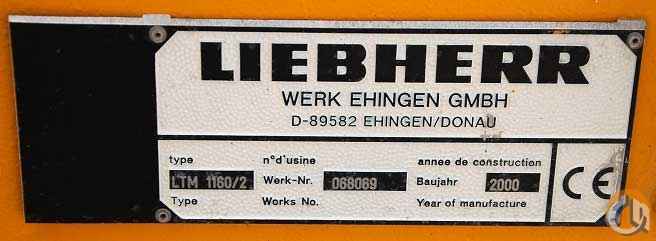 LIEBHERR
WERK EHINGEN GMBH
D-89582 EHINGEN/DONAU
type n°d'usine annee de construction
LTM 1160/2 Werk-Nr. 068069 Baujahr 2000
Type Works No. Year of manufacture
CE